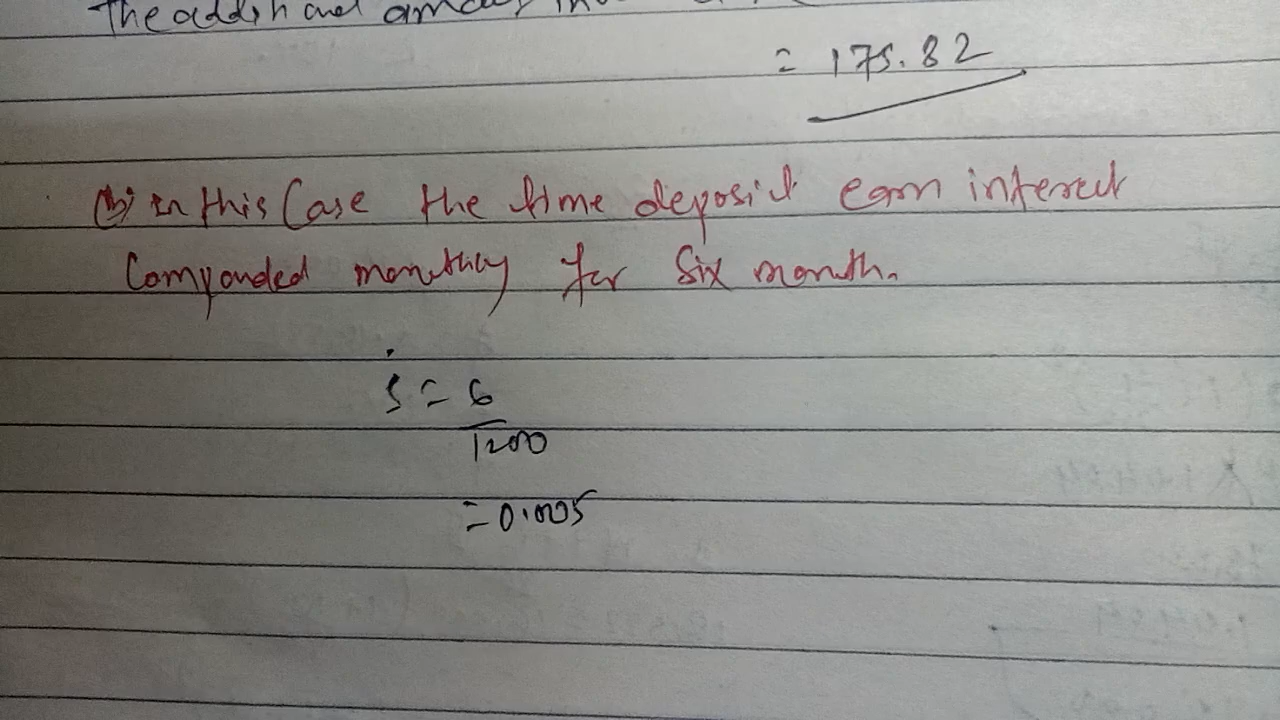 The
= 175.82
(b) in this Case the time deposit earn interest
Compounded monthly for Six month.
i = 6
1200
= 0.005